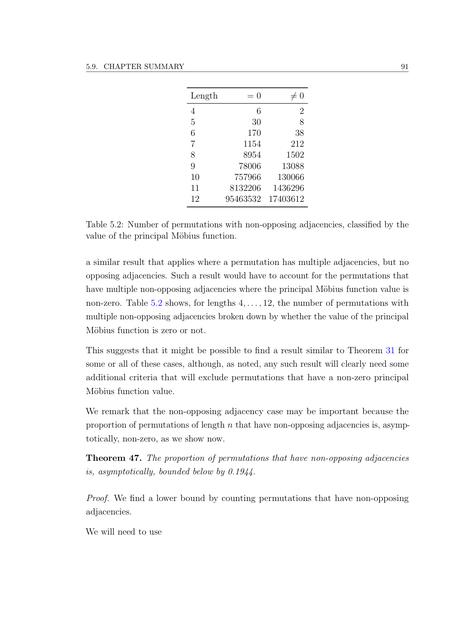 5.9. CHAPTER SUMMARY 91
Length = 0 ≠ 0
4 6 2
5 30 8
6 170 38
7 1154 212
8 8954 1502
9 78006 13088
10 757966 130066
11 8132206 1436296
12 95463532 17403612
Table 5.2: Number of permutations with non-opposing adjacencies, classified by the
value of the principal Möbius function.
a similar result that applies where a permutation has multiple adjacencies, but no
opposing adjacencies. Such a result would have to account for the permutations that
have multiple non-opposing adjacencies where the principal Möbius function value is
non-zero. Table 5.2 shows, for lengths 4, . . . , 12, the number of permutations with
multiple non-opposing adjacencies broken down by whether the value of the principal
Möbius function is zero or not.
This suggests that it might be possible to find a result similar to Theorem 31 for
some or all of these cases, although, as noted, any such result will clearly need some
additional criteria that will exclude permutations that have a non-zero principal
Möbius function value.
We remark that the non-opposing adjacency case may be important because the
proportion of permutations of length n that have non-opposing adjacencies is, asymp-
totically, non-zero, as we show now.
Theorem 47. The proportion of permutations that have non-opposing adjacencies
is, asymptotically, bounded below by 0.1944.
Proof. We find a lower bound by counting permutations that have non-opposing
adjacencies.
We will need to use